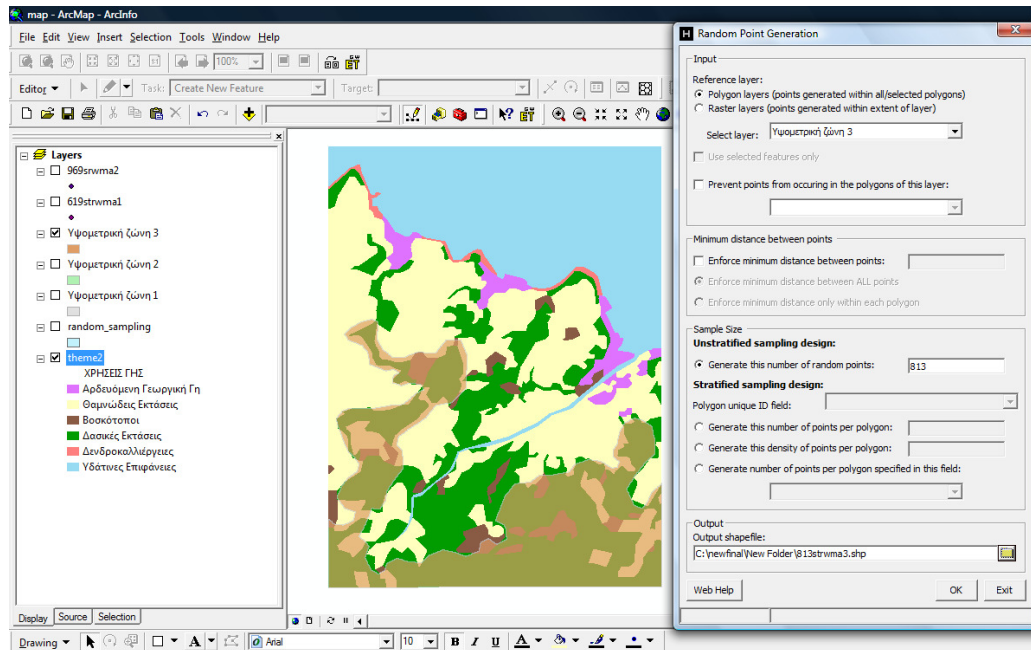 map - ArcMap - ArcInfo
File Edit View Insert Selection Tools Window Help
100%
Editor Task: Create New Feature Target:
Layers
969srwma2
619strwma1
Υψομετρική ζώνη 3
Υψομετρική ζώνη 2
Υψομετρική ζώνη 1
random_sampling
theme2
ΧΡΗΣΕΙΣ ΓΗΣ
Αρδευόμενη Γεωργική Γη
Θαμνώδεις Εκτάσεις
Βοσκότοποι
Δασικές Εκτάσεις
Δενδροκαλλιέργειες
Υδάτινες Επιφάνειες
Display Source Selection
Drawing A Arial 10 B I U A
H Random Point Generation
Input
Reference layer:
Polygon layers (points generated within all/selected polygons)
Raster layers (points generated within extent of layer)
Select layer: Υψομετρική ζώνη 3
Use selected features only
Prevent points from occuring in the polygons of this layer:
Minimum distance between points
Enforce minimum distance between points:
Enforce minimum distance between ALL points
Enforce minimum distance only within each polygon
Sample Size
Unstratified sampling design:
Generate this number of random points: 813
Stratified sampling design:
Polygon unique ID field:
Generate this number of points per polygon:
Generate this density of points per polygon:
Generate number of points per polygon specified in this field:
Output
Output shapefile:
C:\newfinal\New Folder\813strwma3.shp
Web Help OK Exit